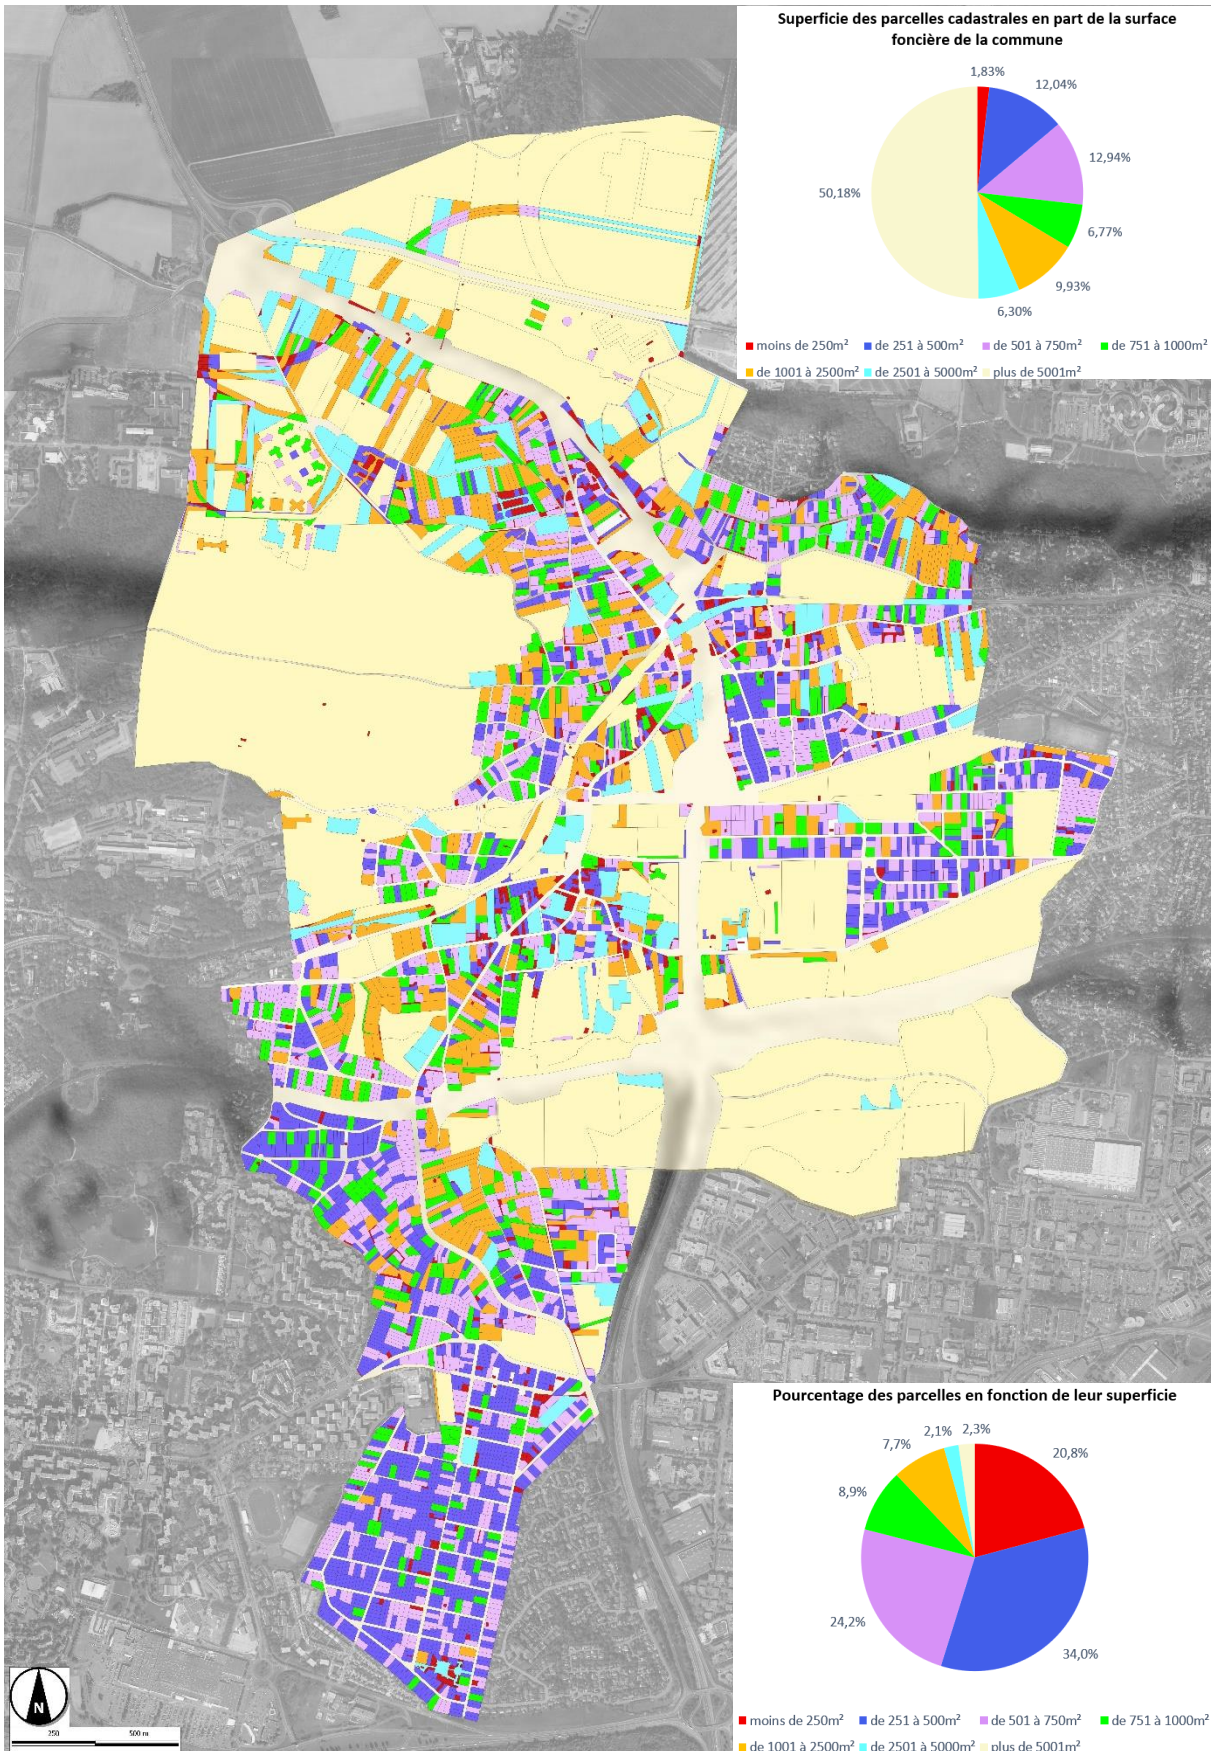 Superficie des parcelles cadastrales en part de la surface
foncière de la commune
1,83%
12,04%
12,94%
50,18%
6,77%
9,93%
6,30%
moins de 250m² de 251 à 500m² de 501 à 750m² de 751 à 1000m²
de 1001 à 2500m² de 2501 à 5000m² plus de 5001m²
Pourcentage des parcelles en fonction de leur superficie
2,1% 2,3%
7,7%
20,8%
8,9%
24,2%
34,0%
moins de 250m² de 251 à 500m² de 501 à 750m² de 751 à 1000m²
de 1001 à 2500m² de 2501 à 5000m² plus de 5001m²
N
250 500 m